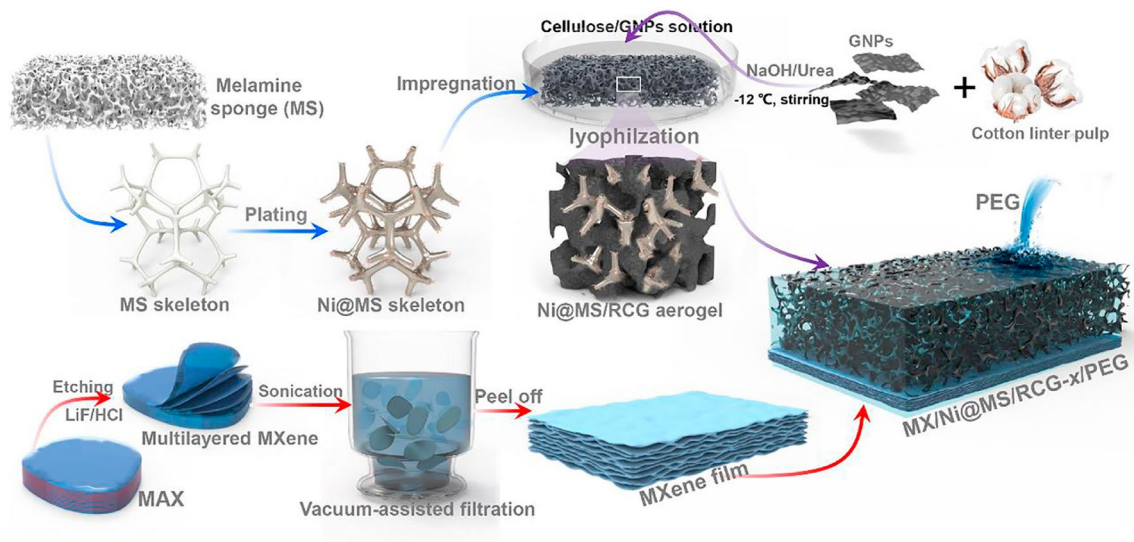 Cellulose/GNPs solution
GNPs
Melamine
sponge (MS)
Impregnation
NaOH/Urea
-12 ℃, stirring
+
Cotton linter pulp
lyophilzation
Plating
PEG
MS skeleton
Ni@MS skeleton
Ni@MS/RCG aerogel
Etching
LiF/HCl
Sonication
Peel off
Multilayered MXene
MX/Ni@MS/RCG-x/PEG
MXene film
MAX
Vacuum-assisted filtration